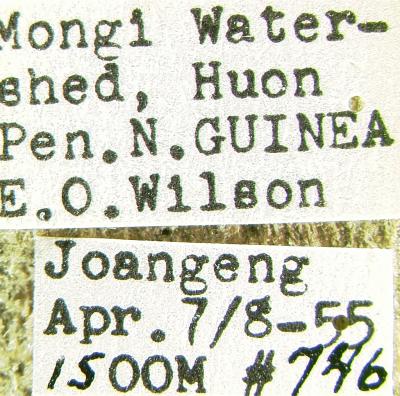 Mongi Water-
shed, Huon
Pen.N.GUINEA
E.O.Wilson
Joangeng
Apr. 7/8-55
1500M # 746